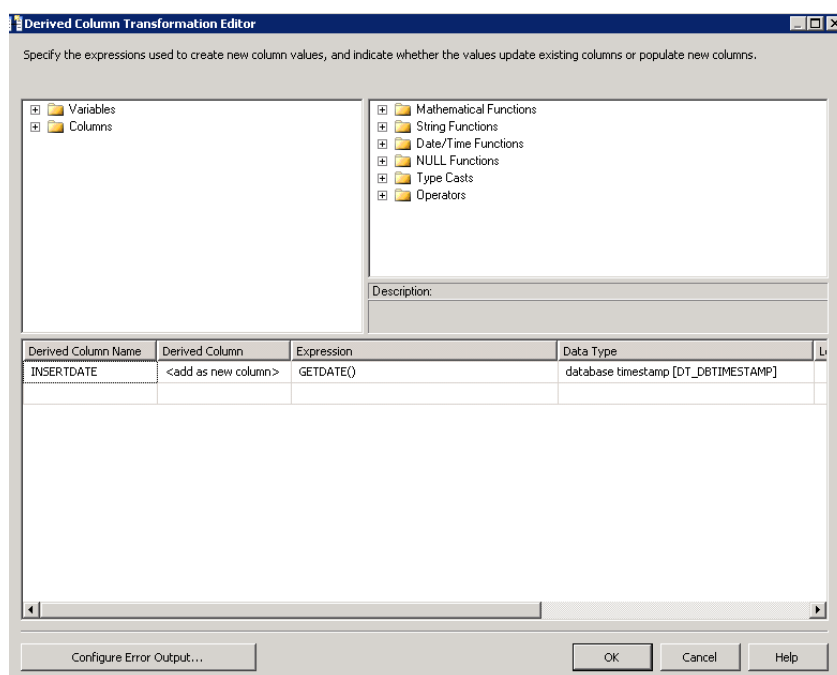 Derived Column Transformation Editor
Specify the expressions used to create new column values, and indicate whether the values update existing columns or populate new columns.
Variables
Columns
Mathematical Functions
String Functions
Date/Time Functions
NULL Functions
Type Casts
Operators
Description:
Derived Column Name Derived Column Expression Data Type
INSERTDATE <add as new column> GETDATE() database timestamp [DT_DBTIMESTAMP]
Configure Error Output... OK Cancel Help